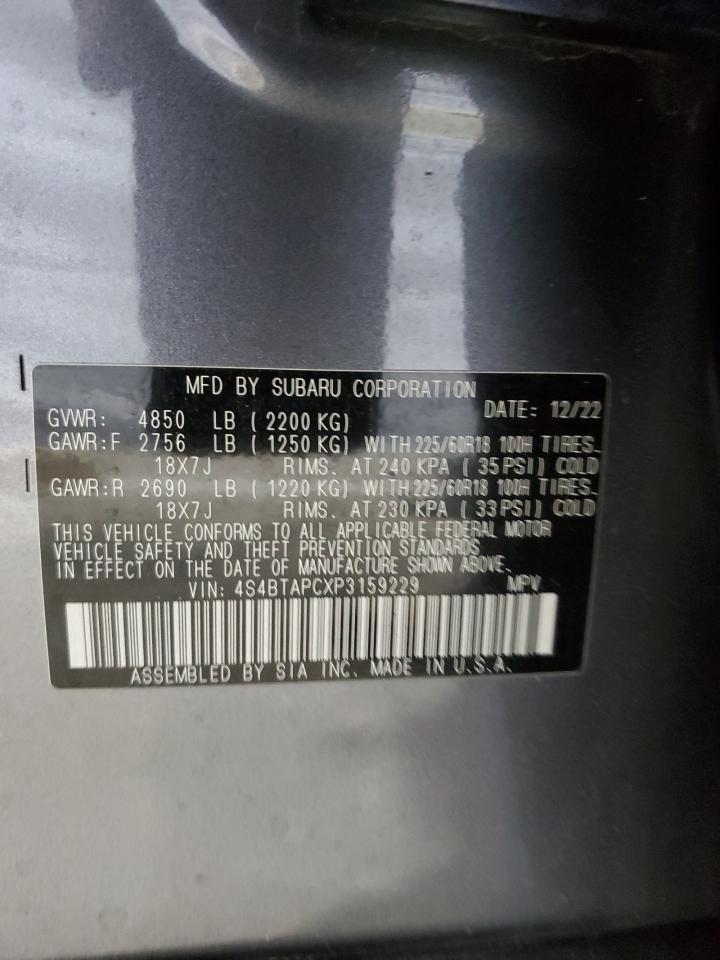 MFD BY SUBARU CORPORATION
DATE: 12/22
GVWR: 4850 LB ( 2200 KG)
GAWR:F 2756 LB ( 1250 KG) WITH 225/60R18 100H TIRES.
18X7J RIMS. AT 240 KPA ( 35 PSI) COLD
GAWR:R 2690 LB ( 1220 KG) WITH 225/60R18 100H TIRES.
18X7J RIMS. AT 230 KPA ( 33 PSI) COLD
THIS VEHICLE CONFORMS TO ALL APPLICABLE FEDERAL MOTOR
VEHICLE SAFETY AND THEFT PREVENTION STANDARDS
IN EFFECT ON THE DATE OF MANUFACTURE SHOWN ABOVE.
VIN: 4S4BTAPCXP3159229 MPV
ASSEMBLED BY SIA INC. MADE IN U.S.A.